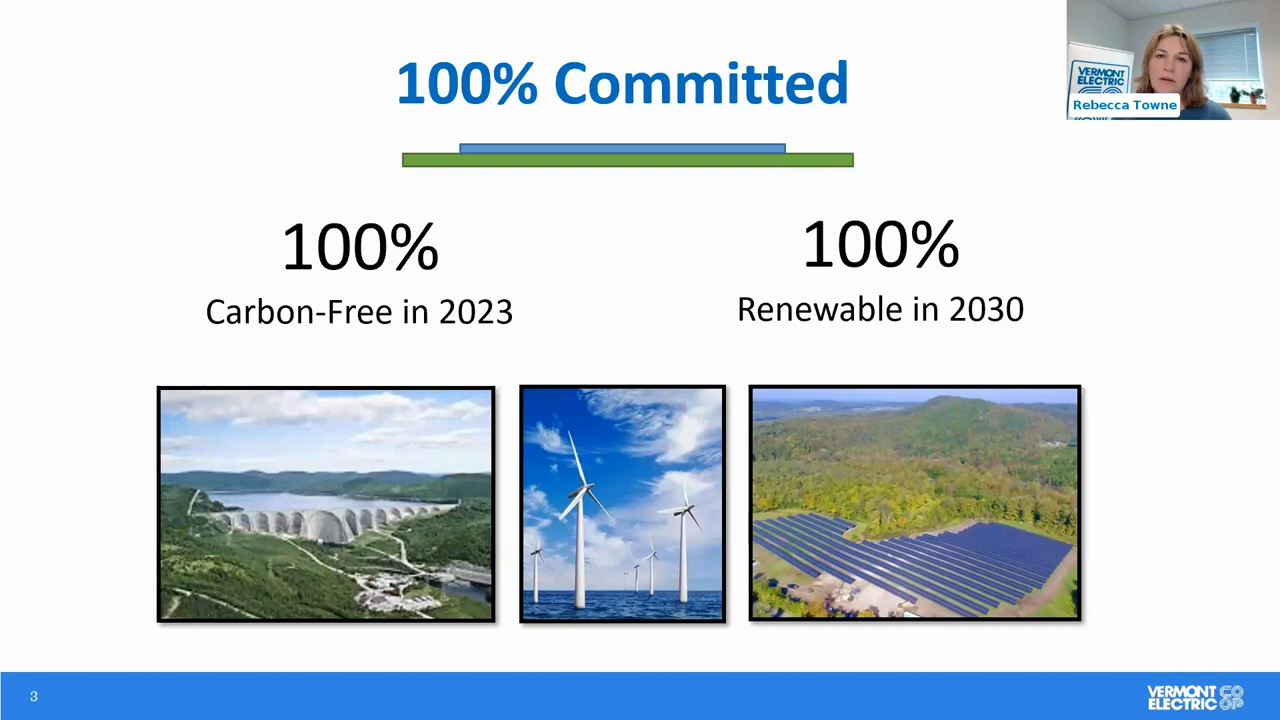 100% Committed
VERMONT
ELECTRIC
CO
Rebecca Towne
100%
Carbon-Free in 2023
100%
Renewable in 2030
3
VERMONT
ELECTRIC
CO
OP